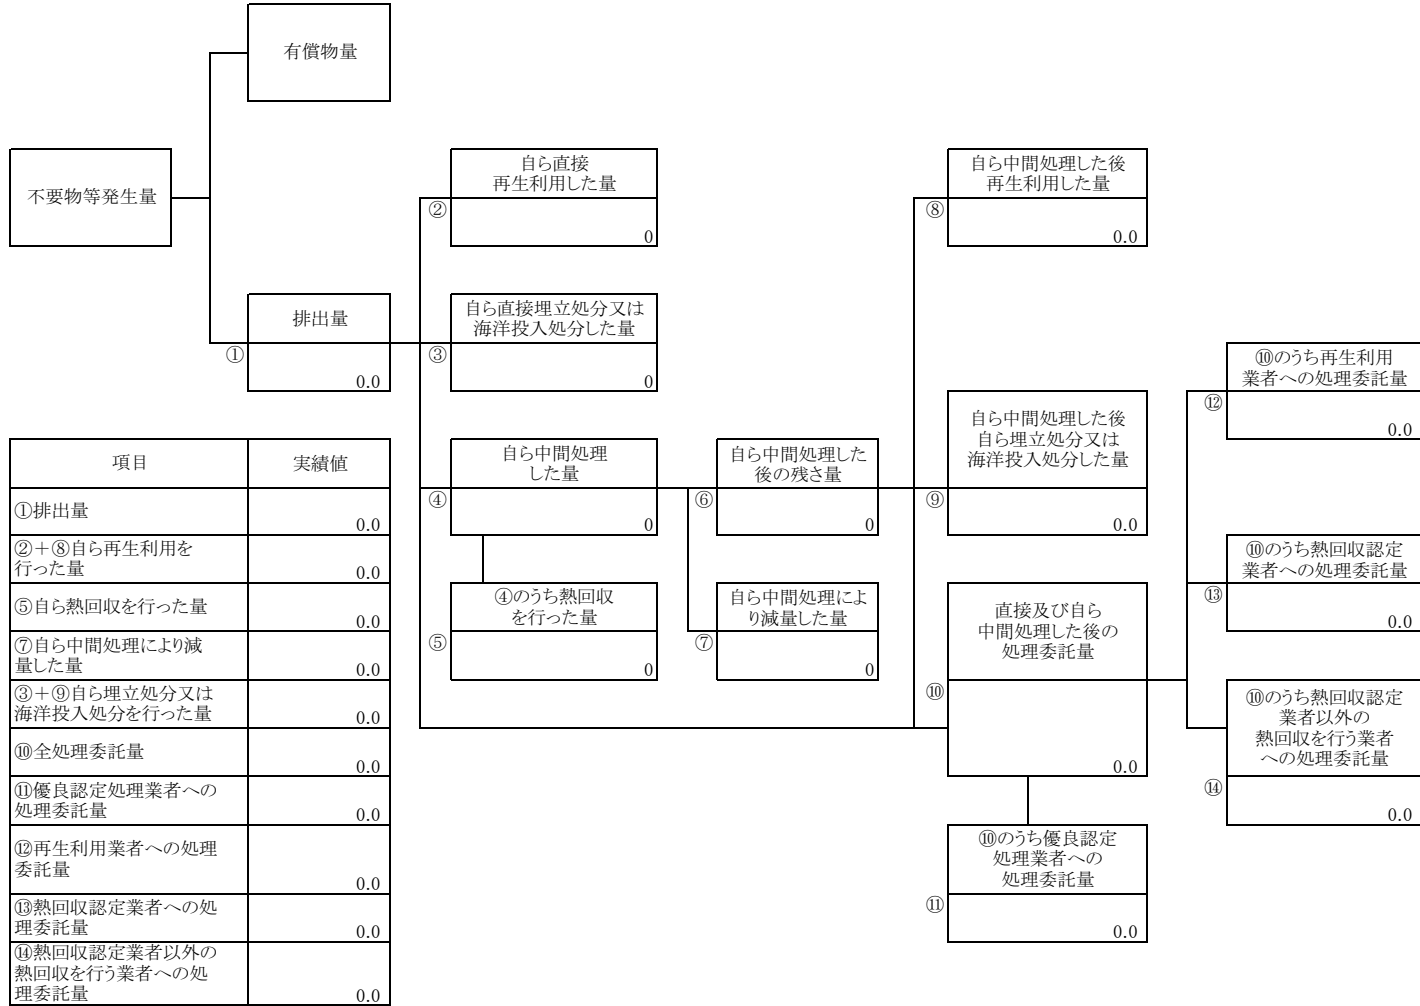 有償物量
不要物等発生量
自ら直接
再生利用した量
②
0
自ら中間処理した後
再生利用した量
⑧
0.0
排出量
①
0.0
自ら直接埋立処分又は
海洋投入処分した量
③
0
⑩のうち再生利用
業者への処理委託量
⑫
0.0
自ら中間処理
した量
④
0
自ら中間処理した
後の残さ量
⑥
0
自ら中間処理した後
自ら埋立処分又は
海洋投入処分した量
⑨
0.0
⑩のうち熱回収認定
業者への処理委託量
⑬
0.0
④のうち熱回収
を行った量
⑤
0
自ら中間処理によ
り減量した量
⑦
0
直接及び自ら
中間処理した後の
処理委託量
⑩
0.0
⑩のうち熱回収認定
業者以外の
熱回収を行う業者
への処理委託量
⑭
0.0
⑩のうち優良認定
処理業者への
処理委託量
⑪
0.0
項目 実績値
①排出量
0.0
②＋⑧自ら再生利用を
行った量
0.0
⑤自ら熱回収を行った量
0.0
⑦自ら中間処理により減
量した量
0.0
③＋⑨自ら埋立処分又は
海洋投入処分を行った量
0.0
⑩全処理委託量
0.0
⑪優良認定処理業者への
処理委託量
0.0
⑫再生利用業者への処理
委託量
0.0
⑬熱回収認定業者への処
理委託量
0.0
⑭熱回収認定業者以外の
熱回収を行う業者への処
理委託量
0.0